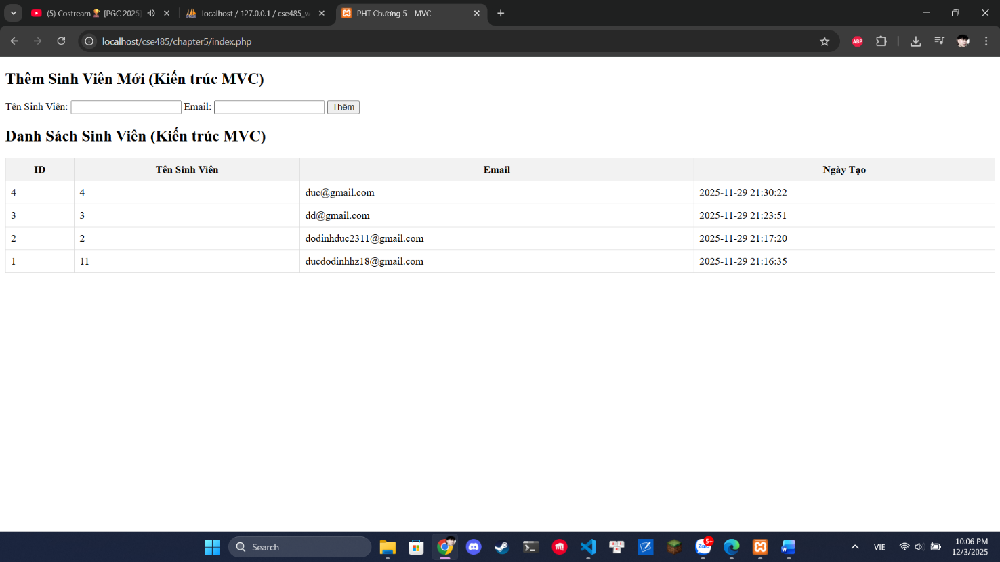 (5) Costream🏆 [PGC 2025]
localhost / 127.0.0.1 / cse485_w
PHT Chương 5 - MVC
localhost/cse485/chapter5/index.php
ABP
Thêm Sinh Viên Mới (Kiến trúc MVC)
Tên Sinh Viên: Email: Thêm
Danh Sách Sinh Viên (Kiến trúc MVC)
ID Tên Sinh Viên Email Ngày Tạo
4 4 duc@gmail.com 2025-11-29 21:30:22
3 3 dd@gmail.com 2025-11-29 21:23:51
2 2 dodinhduc2311@gmail.com 2025-11-29 21:17:20
1 11 ducdodinhhz18@gmail.com 2025-11-29 21:16:35
Search
Zalo
5+
VIE
10:06 PM
12/3/2025